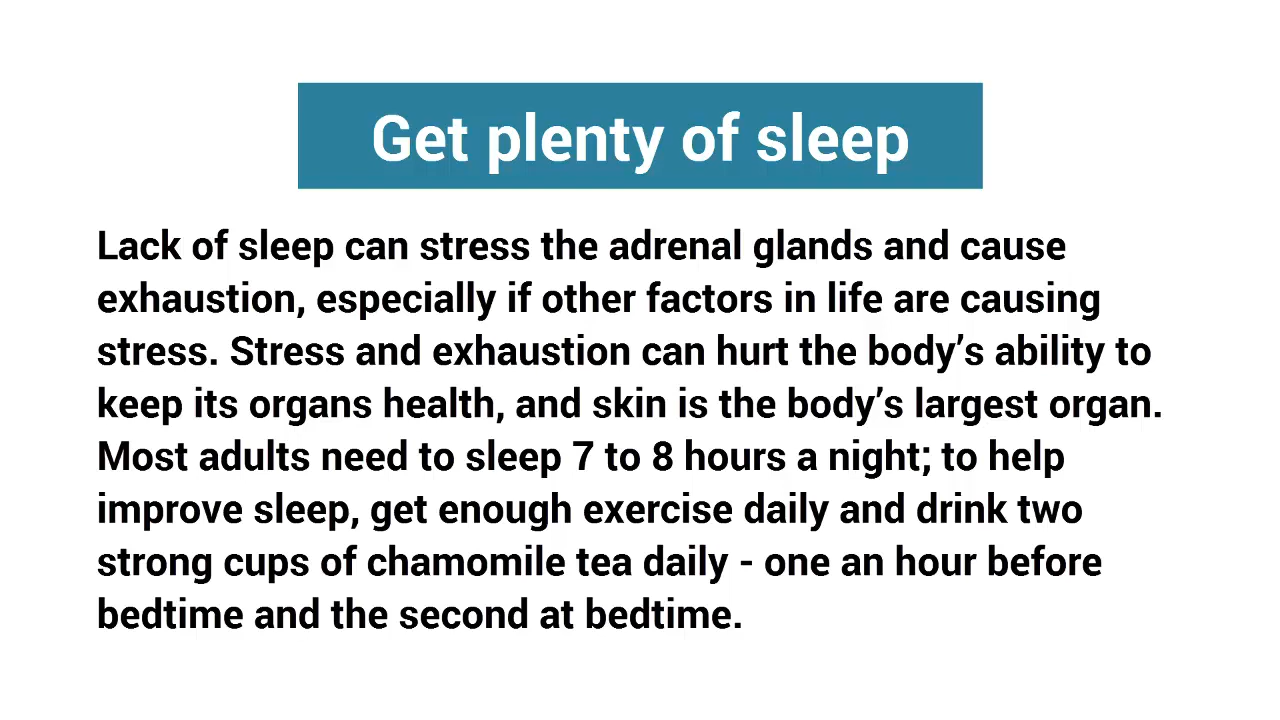 Get plenty of sleep
Lack of sleep can stress the adrenal glands and cause
exhaustion, especially if other factors in life are causing
stress. Stress and exhaustion can hurt the body’s ability to
keep its organs health, and skin is the body’s largest organ.
Most adults need to sleep 7 to 8 hours a night; to help
improve sleep, get enough exercise daily and drink two
strong cups of chamomile tea daily - one an hour before
bedtime and the second at bedtime.